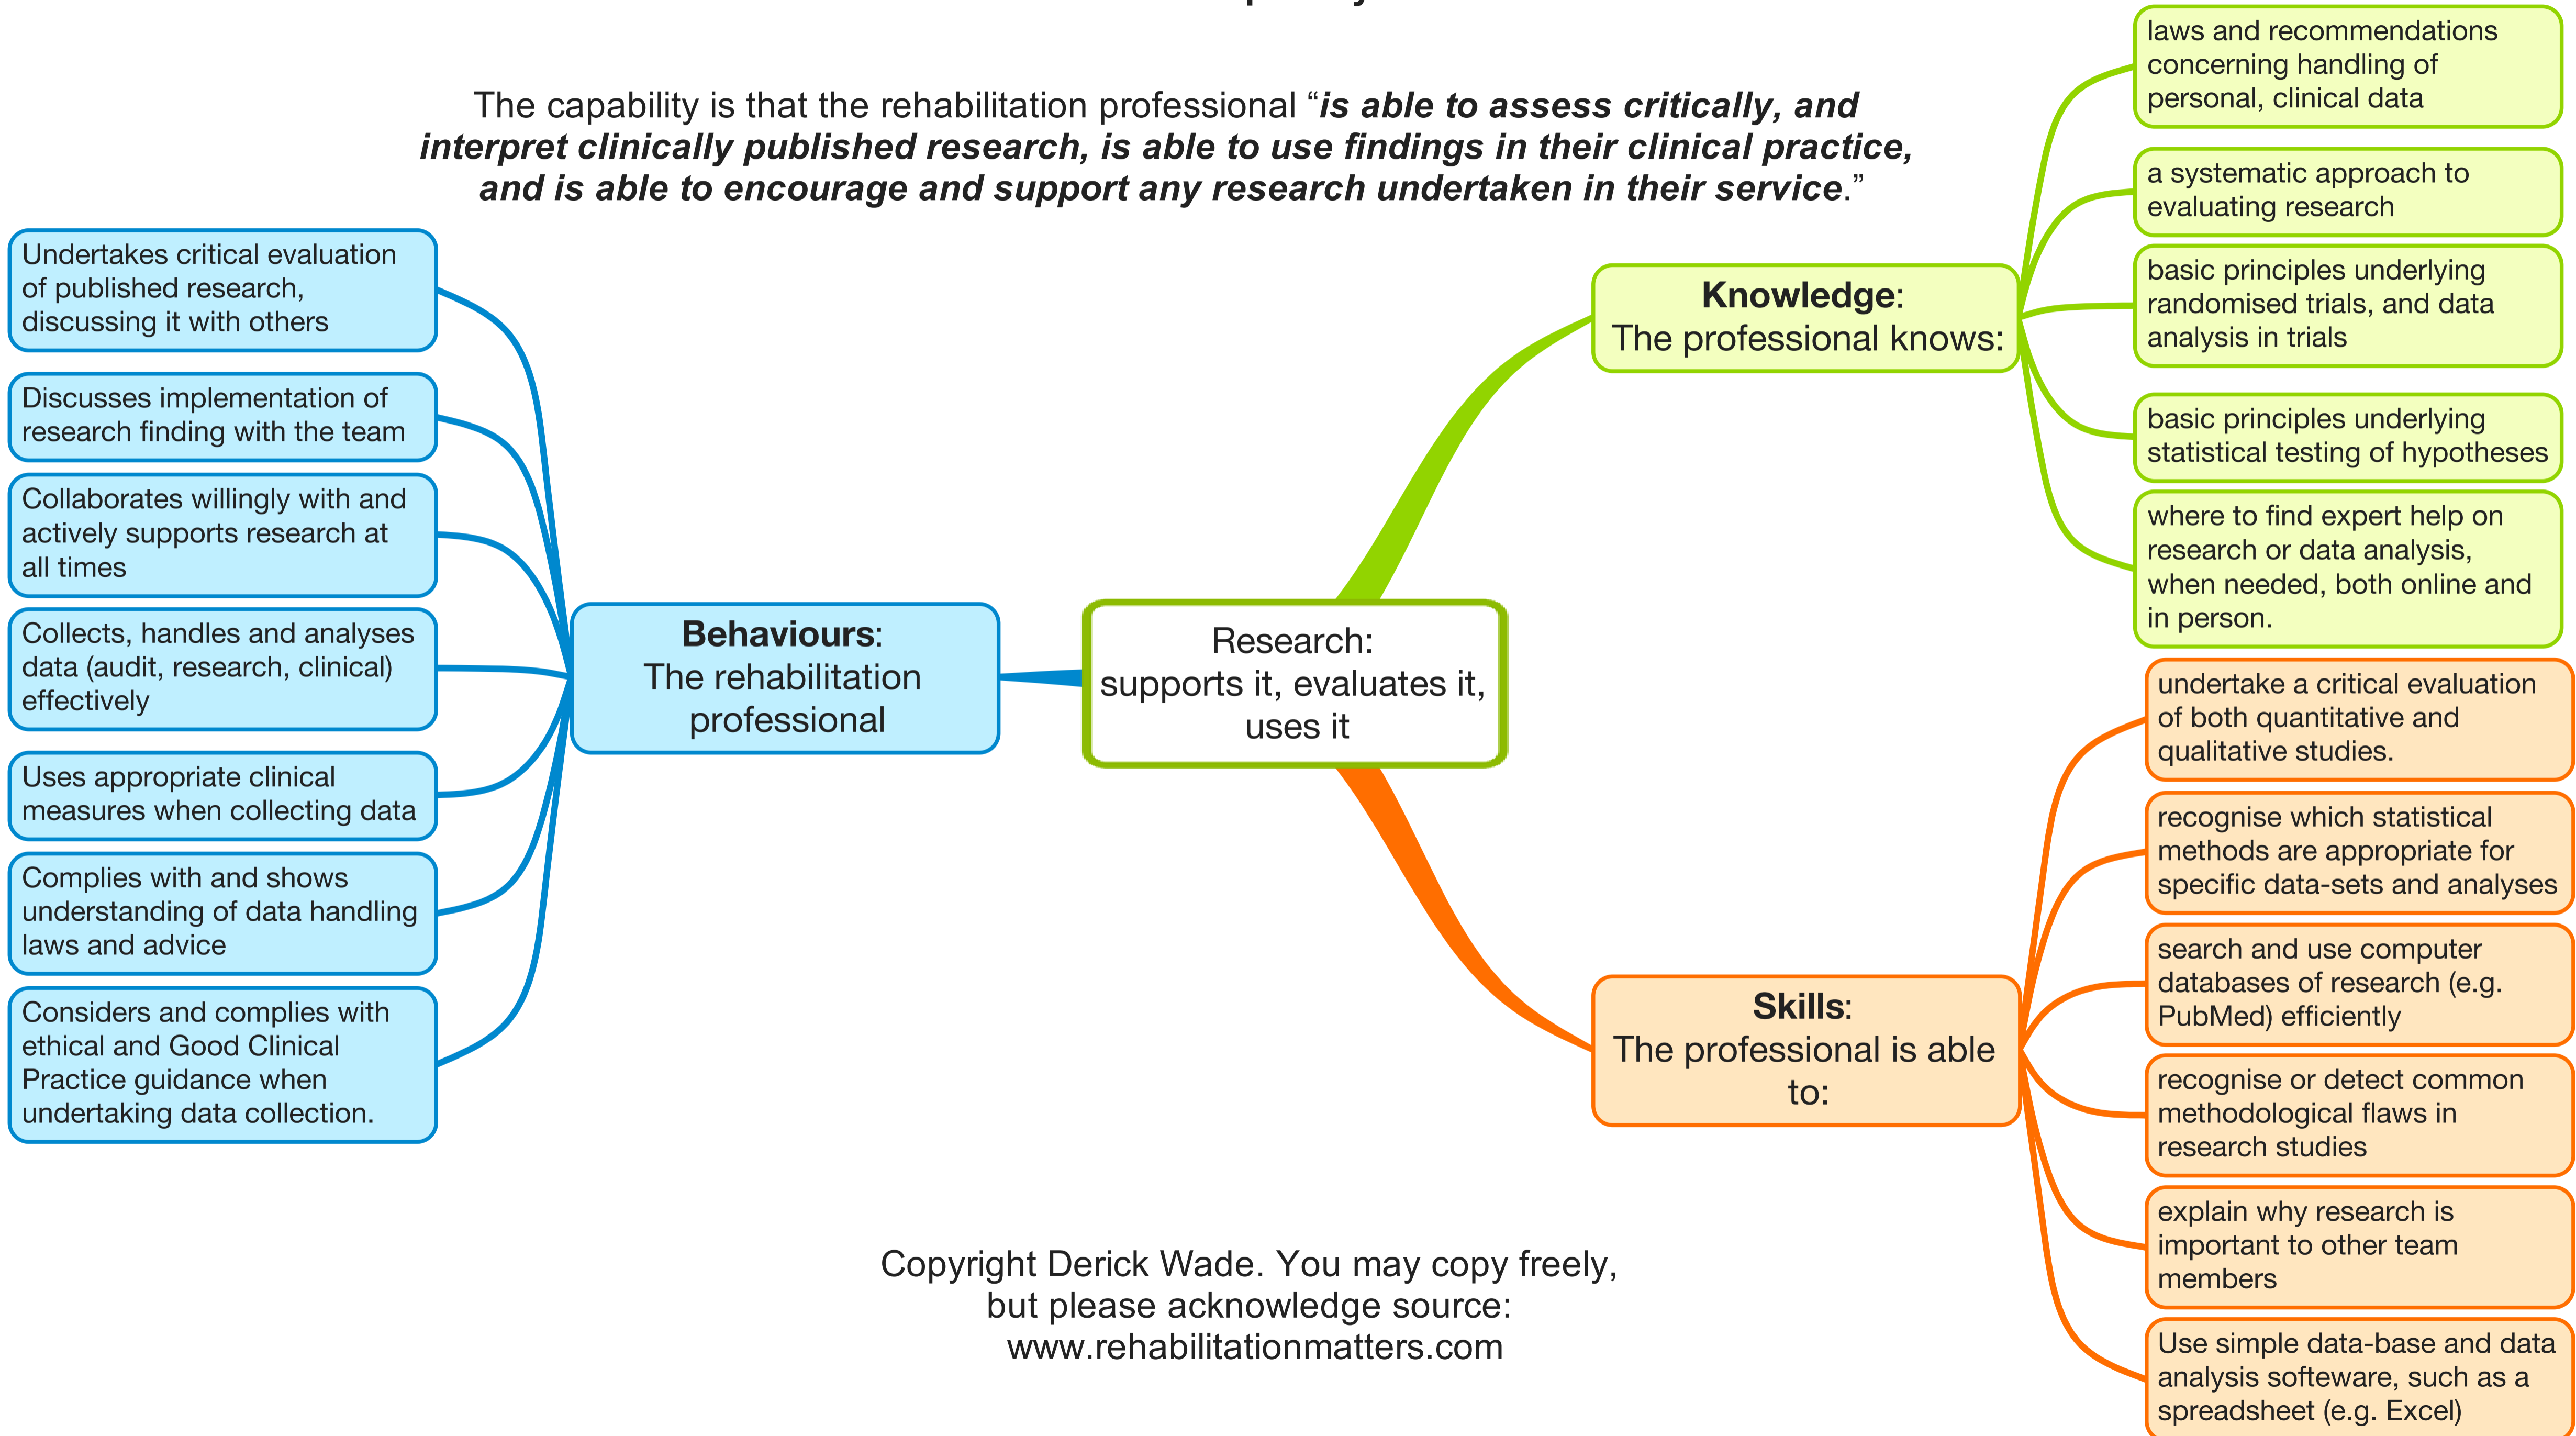 The capability is that the rehabilitation professional “is able to assess critically, and
interpret clinically published research, is able to use findings in their clinical practice,
and is able to encourage and support any research undertaken in their service.”
Undertakes critical evaluation
of published research,
discussing it with others
Discusses implementation of
research finding with the team
Collaborates willingly with and
actively supports research at
all times
Collects, handles and analyses
data (audit, research, clinical)
effectively
Uses appropriate clinical
measures when collecting data
Complies with and shows
understanding of data handling
laws and advice
Considers and complies with
ethical and Good Clinical
Practice guidance when
undertaking data collection.
Behaviours:
The rehabilitation
professional
Research:
supports it, evaluates it,
uses it
Knowledge:
The professional knows:
laws and recommendations
concerning handling of
personal, clinical data
a systematic approach to
evaluating research
basic principles underlying
randomised trials, and data
analysis in trials
basic principles underlying
statistical testing of hypotheses
where to find expert help on
research or data analysis,
when needed, both online and
in person.
Skills:
The professional is able
to:
undertake a critical evaluation
of both quantitative and
qualitative studies.
recognise which statistical
methods are appropriate for
specific data-sets and analyses
search and use computer
databases of research (e.g.
PubMed) efficiently
recognise or detect common
methodological flaws in
research studies
explain why research is
important to other team
members
Use simple data-base and data
analysis softeware, such as a
spreadsheet (e.g. Excel)
Copyright Derick Wade. You may copy freely,
but please acknowledge source:
www.rehabilitationmatters.com